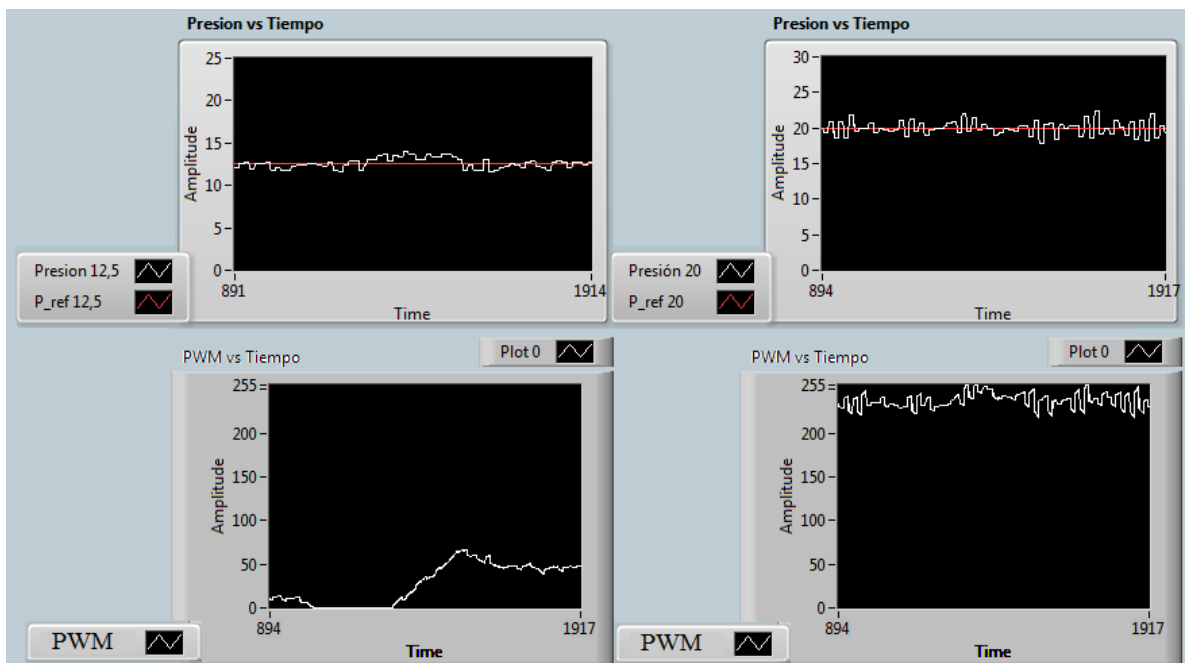 Presion vs Tiempo
25
20
15
10
5
0
Amplitude
891
1914
Time
Presion 12,5
P_ref 12,5
Presion vs Tiempo
30
25
20
15
10
5
0
Amplitude
894
1917
Time
Presión 20
P_ref 20
PWM vs Tiempo
Plot 0
255
200
150
100
50
0
Amplitude
894
1917
Time
PWM
PWM vs Tiempo
Plot 0
255
200
150
100
50
0
Amplitude
894
1917
Time
PWM